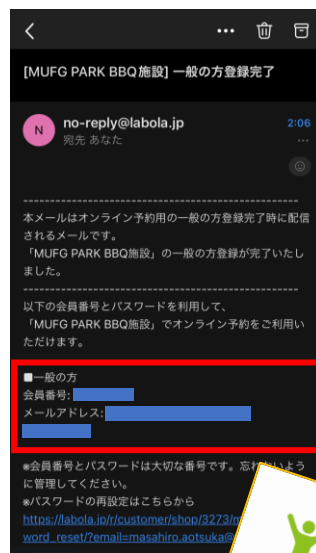 [MUFG PARK BBQ施設] 一般の方登録完了
N
no-reply@labola.jp
2:06
宛先 あなた
本メールはオンライン予約用の一般の方登録完了時に配信
されるメールです。
「MUFG PARK BBQ施設」の一般の方登録が完了いたし
ました。
以下の会員番号とパスワードを利用して、
「MUFG PARK BBQ施設」でオンライン予約をご利用い
ただけます。
■一般の方
会員番号:
メールアドレス:
※会員番号とパスワードは大切な番号です。忘れないよう
に管理してください。
※パスワードの再設定はこちらから
https://labola.jp/r/customer/shop/3273/
word_reset/?email=masahiro.aotsuka@